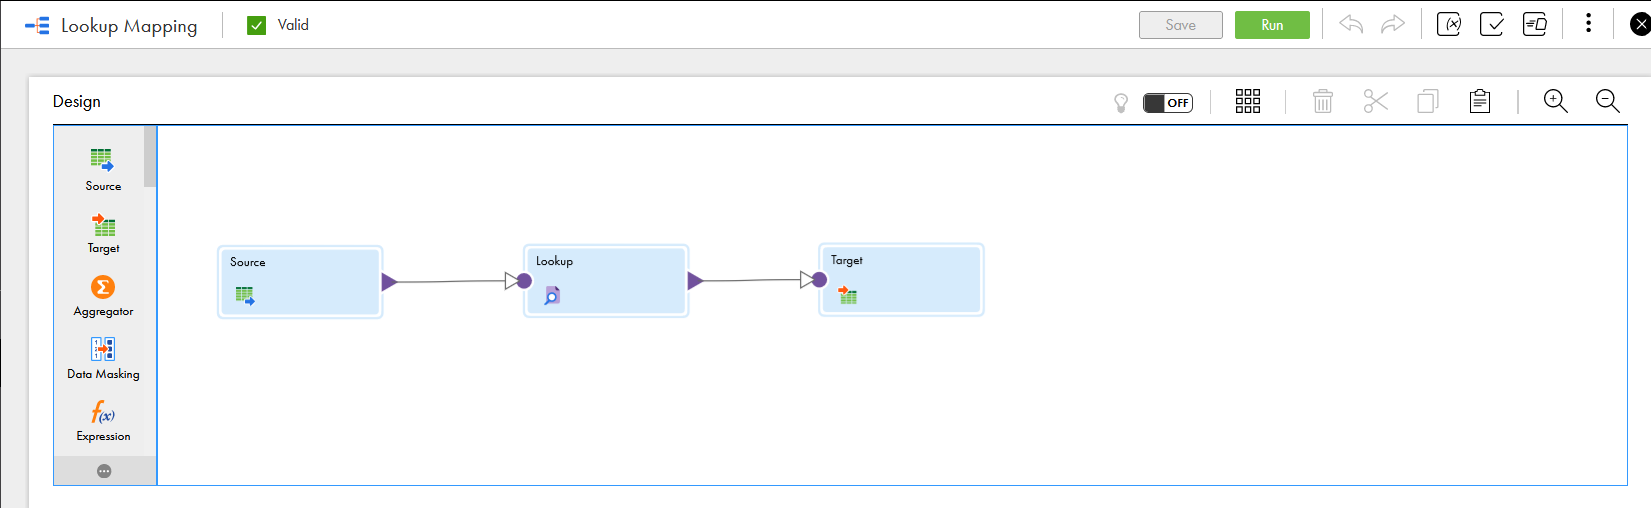 Lookup Mapping
Valid
Save
Run
Design
OFF
Source
Target
Aggregator
Data Masking
f(x)
Expression
Source
Lookup
Target